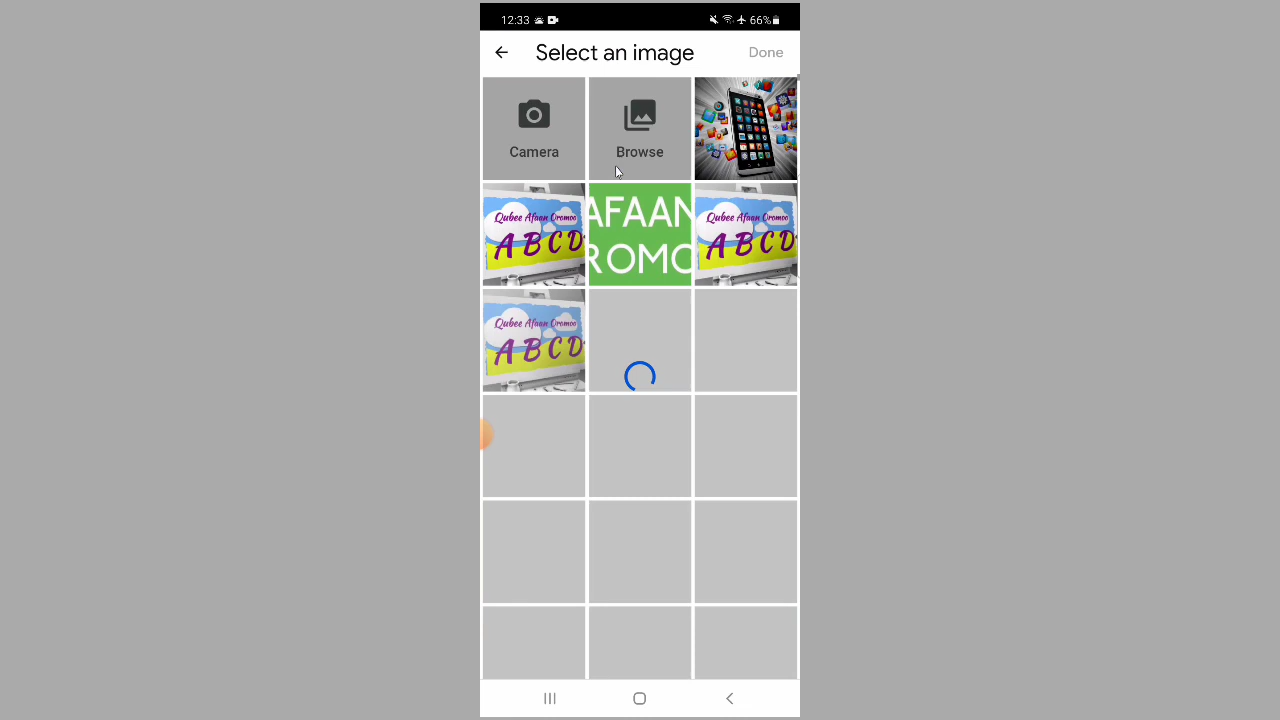 12:33
66%
Select an image
Done
Camera
Browse
Qubee Afaan Oromoo
A B C D
AFAAN
ROMO
Qubee Afaan Oromoo
A B C D
Qubee Afaan Oromoo
A B C D